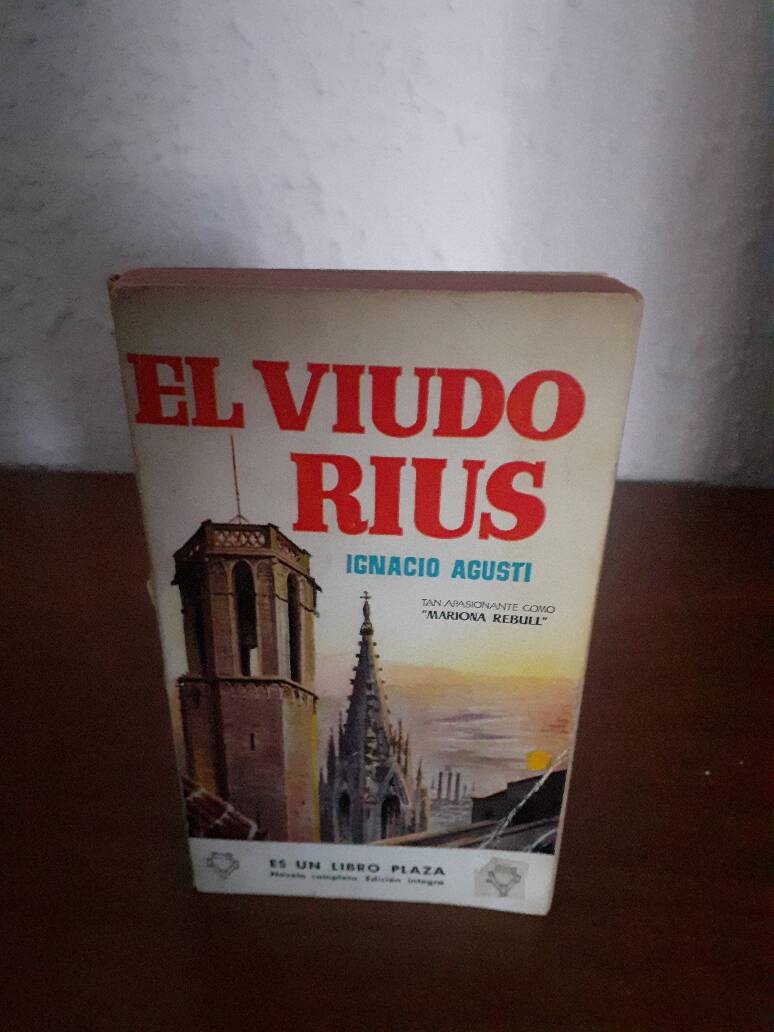 EL VIUDO
RIUS
IGNACIO AGUSTI
TAN APASIONANTE COMO
"MARIONA REBULL"
ES UN LIBRO PLAZA
Novela completa. Edición íntegra